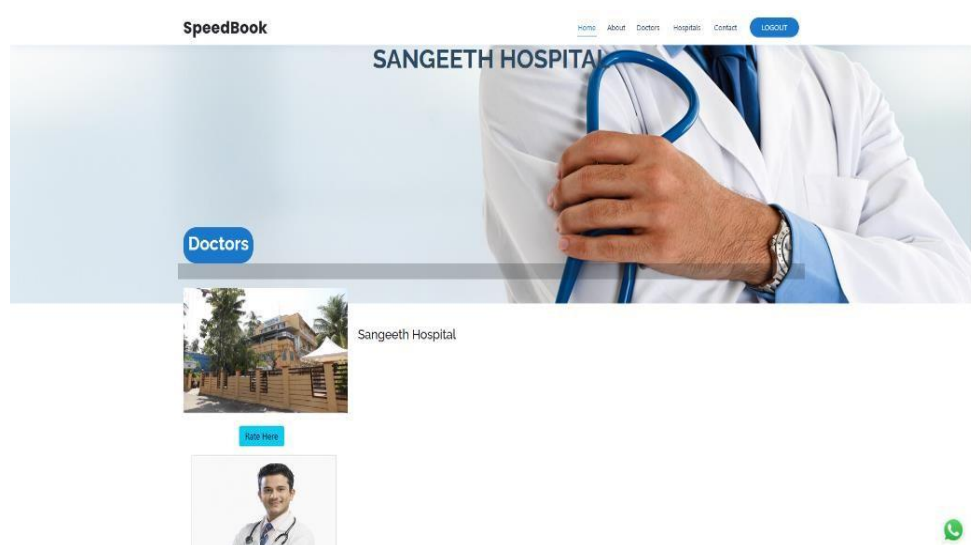 SpeedBook
Home About Doctors Hospitals Contact LOGOUT
SANGEETH HOSPITAL
Doctors
Sangeeth Hospital
Rate Here